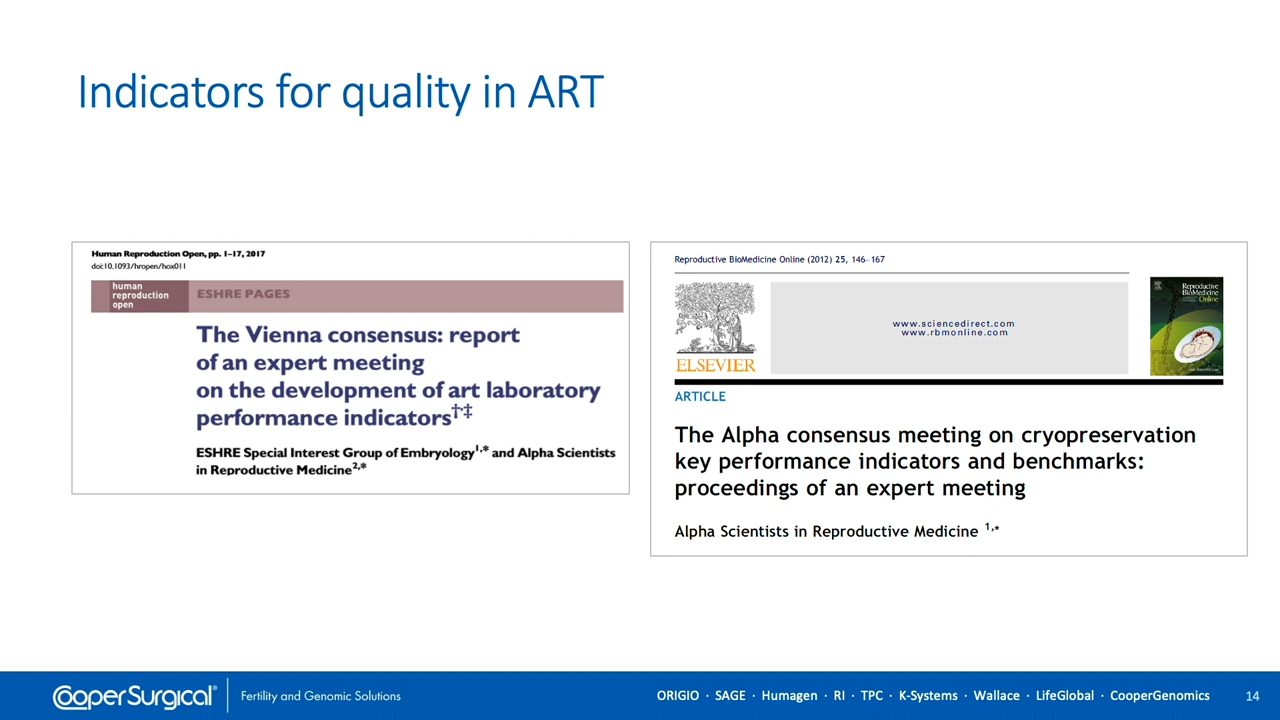 Indicators for quality in ART
Human Reproduction Open, pp. 1–17, 2017
doi:10.1093/hropen/hox011
human
reproduction
open
ESHRE PAGES
The Vienna consensus: report
of an expert meeting
on the development of art laboratory
performance indicators†,‡
ESHRE Special Interest Group of Embryology1,* and Alpha Scientists
in Reproductive Medicine2,*
Reproductive BioMedicine Online (2012) 25, 146–167
www.sciencedirect.com
www.rbmonline.com
ELSEVIER
Reproductive
BioMedicine
Online
ARTICLE
The Alpha consensus meeting on cryopreservation
key performance indicators and benchmarks:
proceedings of an expert meeting
Alpha Scientists in Reproductive Medicine 1,*
CooperSurgical® Fertility and Genomic Solutions
ORIGIO · SAGE · Humagen · RI · TPC · K-Systems · Wallace · LifeGlobal · CooperGenomics 14